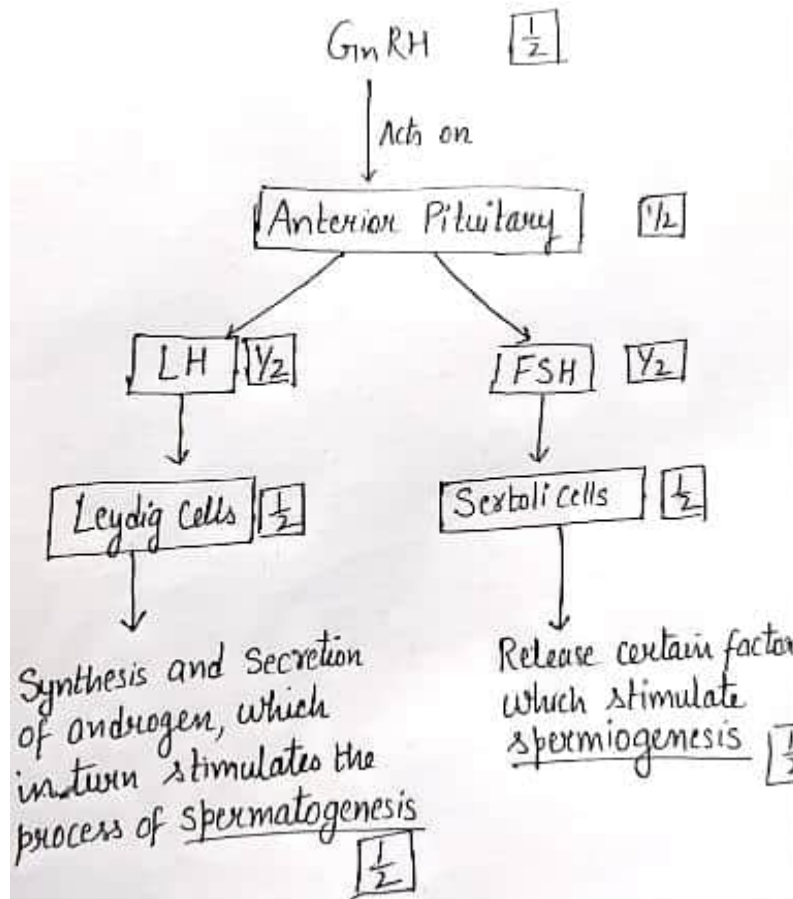 GnRH 1/2
Acts on
Anterior Pituitary 1/2
LH 1/2
FSH 1/2
Leydig Cells 1/2
Sertoli cells 1/2
Synthesis and Secretion
of androgen, which
in turn stimulates the
process of spermatogenesis
1/2
Release certain factor
which stimulate
spermiogenesis 1/2